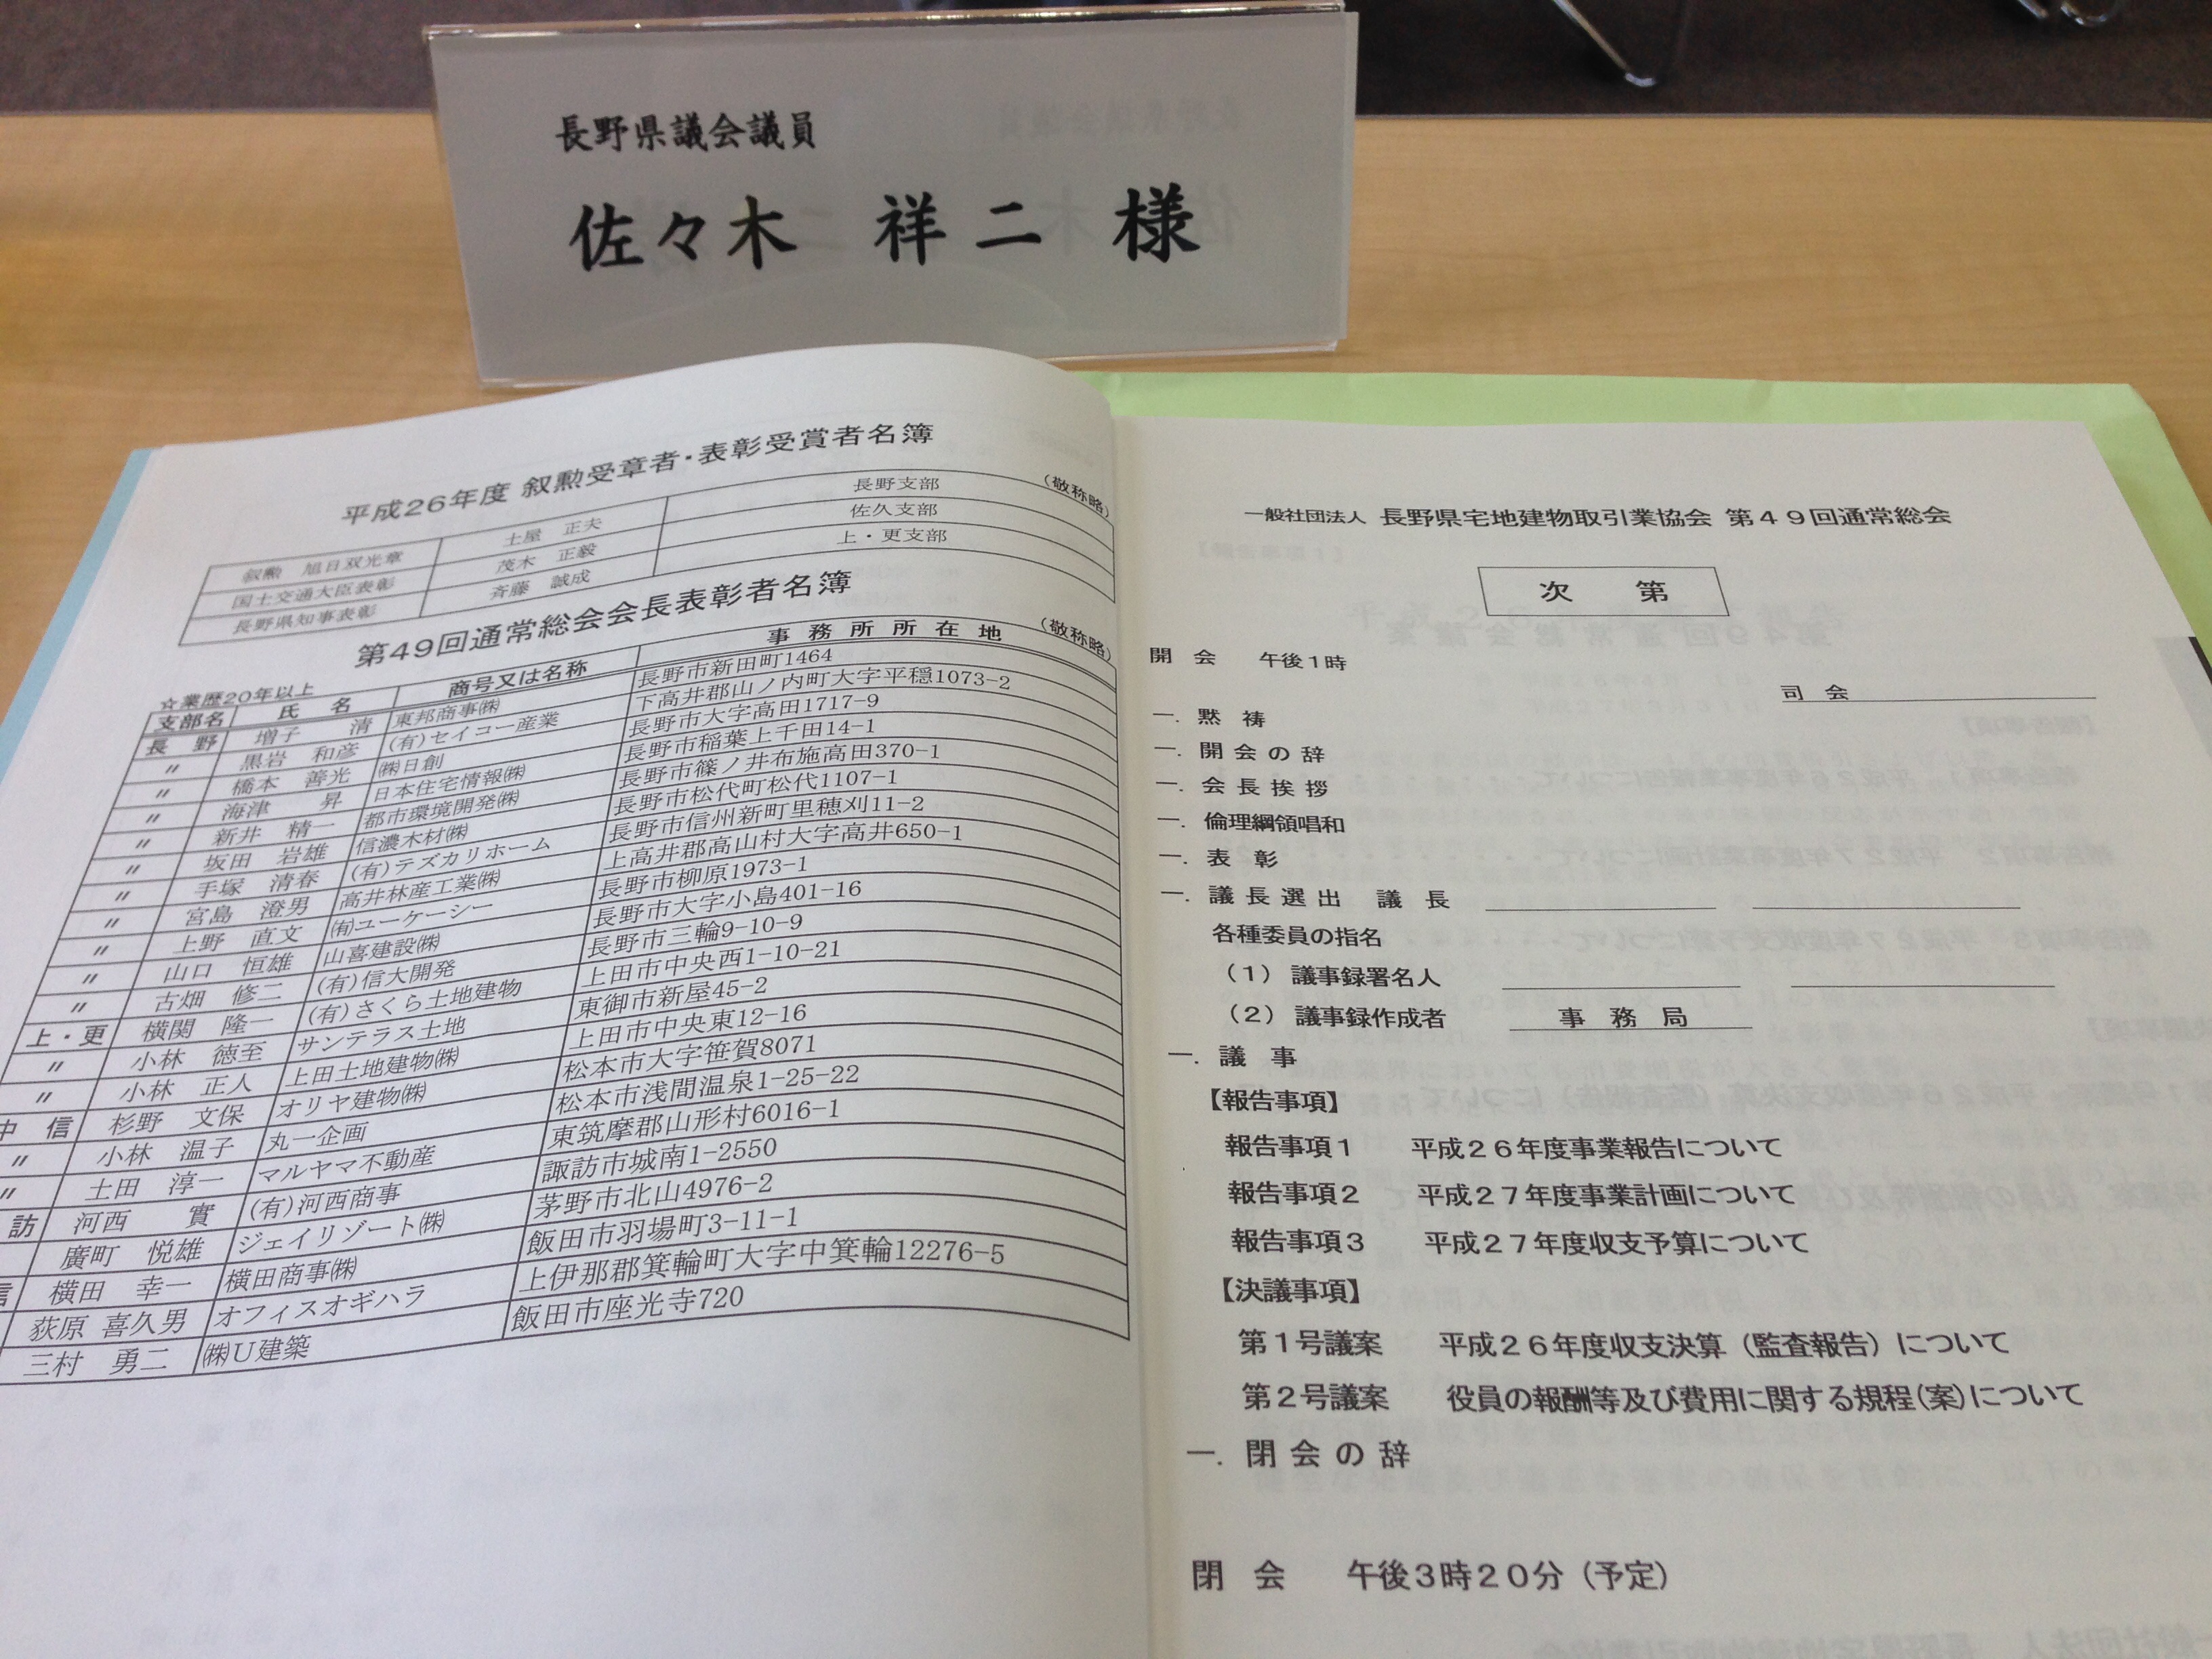 長野県議会議員
佐々木 祥二 様
平成26年度 叙勲受章者・表彰受賞者名簿
(敬称略)
叙勲 旭日双光章 土屋 正夫 長野支部
国土交通大臣表彰 茂木 正毅 佐久支部
長野県知事表彰 斉藤 誠成 上・更支部
第49回通常総会会長表彰者名簿
(敬称略)
☆業歴20年以上
支部名 氏 名 商号又は名称 事務所所在地
長 野 増子 清 東邦商事㈱ 長野市新田町1464
〃 黒岩 和彦 (有)セイコー産業 下高井郡山ノ内町大字平穏1073-2
〃 橋本 善光 ㈱日創 長野市大字高田1717-9
〃 海津 昇 日本住宅情報㈱ 長野市稲葉上千田14-1
〃 新井 精一 都市環境開発㈱ 長野市篠ノ井布施高田370-1
〃 坂田 岩雄 信濃木材㈱ 長野市松代町松代1107-1
〃 手塚 清春 (有)テズカリホーム 長野市信州新町里穂刈11-2
〃 宮島 澄男 高井林産工業㈱ 上高井郡高山村大字高井650-1
〃 上野 直文 ㈲ユーケーシー 長野市柳原1973-1
〃 山口 恒雄 山喜建設㈱ 長野市大字小島401-16
〃 古畑 修二 (有)信大開発 長野市三輪9-10-9
上・更 横関 隆一 (有)さくら土地建物 上田市中央西1-10-21
〃 小林 徳至 サンテラス土地 東御市新屋45-2
〃 小林 正人 上田土地建物㈱ 上田市中央東12-16
中 信 杉野 文保 オリヤ建物㈱ 松本市大字笹賀8071
〃 小林 温子 丸一企画 松本市浅間温泉1-25-22
〃 土田 淳一 マルヤマ不動産 東筑摩郡山形村6016-1
訪 河西 實 (有)河西商事 諏訪市城南1-2550
廣町 悦雄 ジェイリゾート㈱ 茅野市北山4976-2
信 横田 幸一 横田商事㈱ 飯田市羽場町3-11-1
荻原 喜久男 オフィスオギハラ 上伊那郡箕輪町大字中箕輪12276-5
三村 勇二 ㈱U建築 飯田市座光寺720
一般社団法人 長野県宅地建物取引業協会 第49回通常総会
次 第
開 会 午後1時
司 会
一. 黙 祷
一. 開会の辞
一. 会長挨拶
一. 倫理綱領唱和
一. 表 彰
一. 議長選出 議 長
各種委員の指名
(1) 議事録署名人
(2) 議事録作成者 事 務 局
一. 議 事
【報告事項】
報告事項1 平成26年度事業報告について
報告事項2 平成27年度事業計画について
報告事項3 平成27年度収支予算について
【決議事項】
第1号議案 平成26年度収支決算(監査報告)について
第2号議案 役員の報酬等及び費用に関する規程(案)について
一. 閉会の辞
閉 会 午後3時20分(予定)